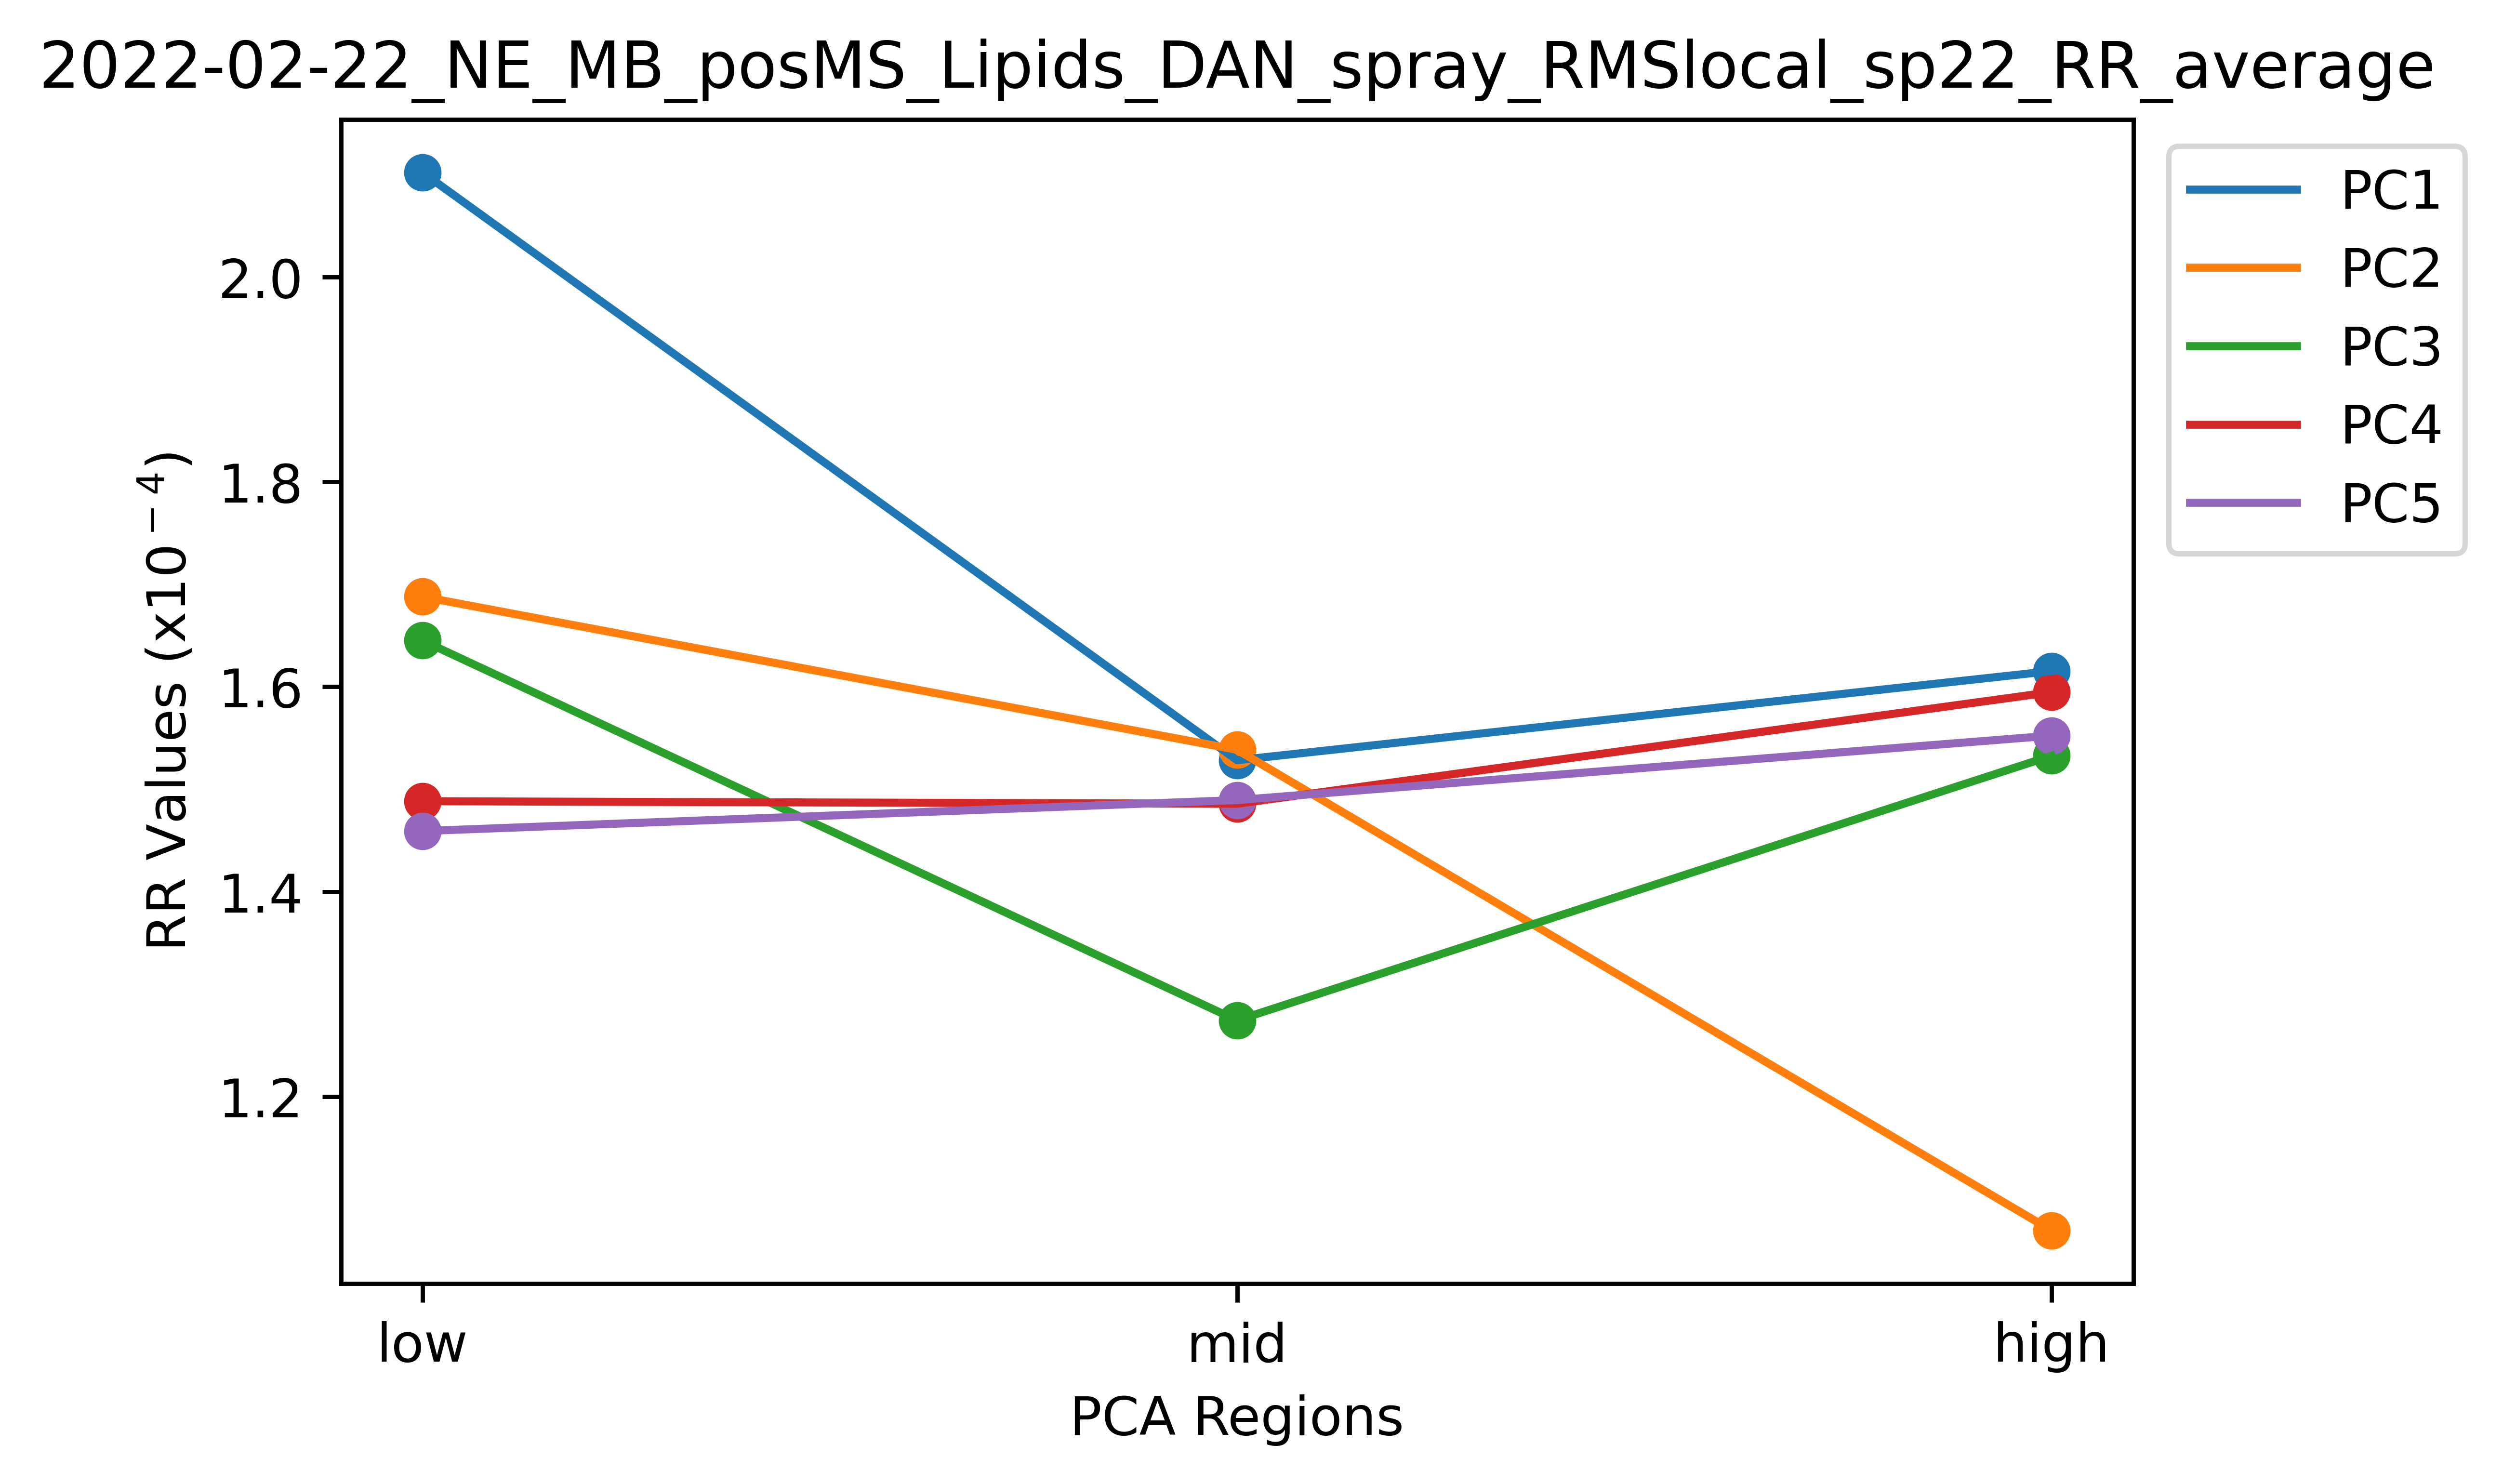 2022-02-22_NE_MB_posMS_Lipids_DAN_spray_RMSlocal_sp22_RR_average
PC1
PC2
PC3
PC4
PC5
RR Values (x10⁻⁴)
2.0
1.8
1.6
1.4
1.2
low mid high
PCA Regions